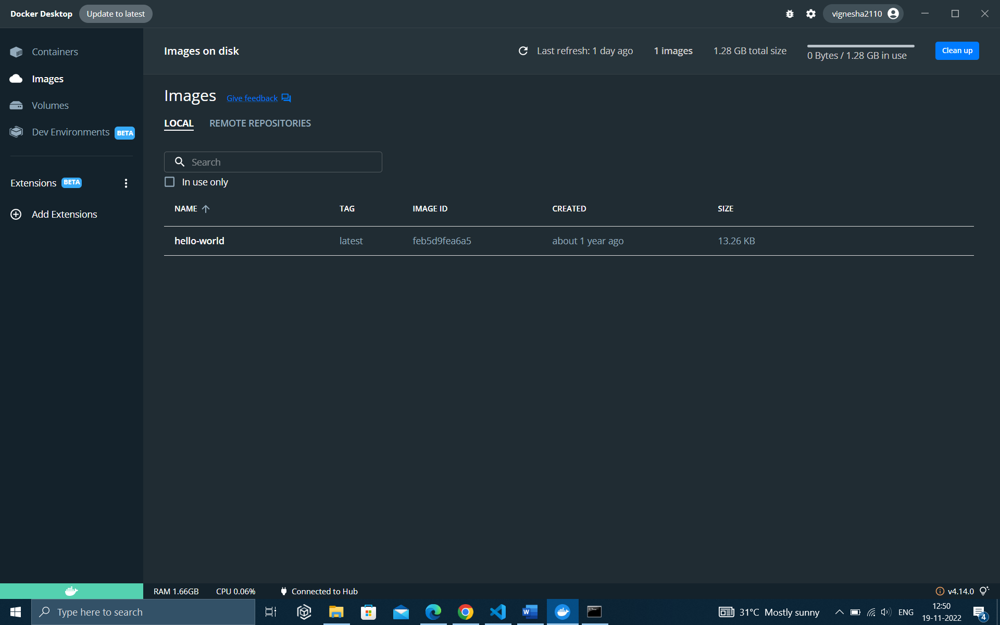 Docker Desktop Update to latest vignesha2110
Containers
Images
Volumes
Dev Environments BETA
Extensions BETA
Add Extensions
Images on disk Last refresh: 1 day ago 1 images 1.28 GB total size 0 Bytes / 1.28 GB in use Clean up
Images Give feedback
LOCAL REMOTE REPOSITORIES
Search
In use only
NAME TAG IMAGE ID CREATED SIZE
hello-world latest feb5d9fea6a5 about 1 year ago 13.26 KB
RAM 1.66GB CPU 0.06% Connected to Hub v4.14.0
Type here to search W 31°C Mostly sunny ENG 12:50
19-11-2022 4